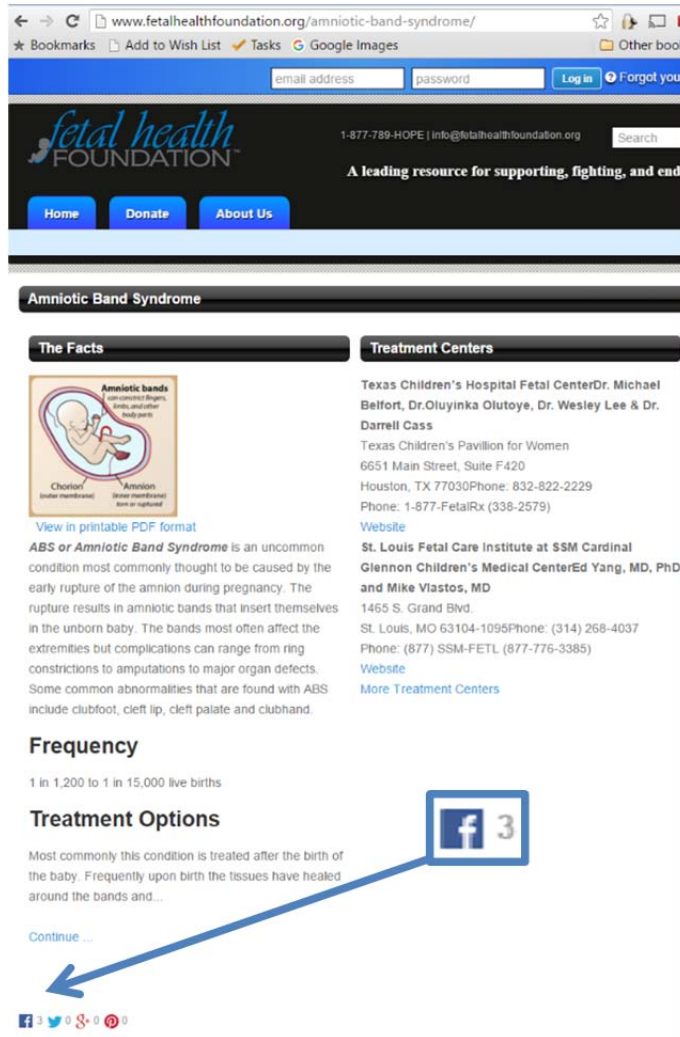 www.fetalhealthfoundation.org/amniotic-band-syndrome/
Bookmarks Add to Wish List Tasks G Google Images Other boo
email address password Log in Forgot you
fetal health
FOUNDATION™
1-877-789-HOPE | info@fetalhealthfoundation.org Search
A leading resource for supporting, fighting, and end
Home Donate About Us
Amniotic Band Syndrome
The Facts
Amniotic bands
can constrict fingers,
limbs, and other
body parts
Chorion
(outer membrane)
Amnion
(inner membrane)
torn or ruptured
View in printable PDF format
ABS or Amniotic Band Syndrome is an uncommon
condition most commonly thought to be caused by the
early rupture of the amnion during pregnancy. The
rupture results in amniotic bands that insert themselves
in the unborn baby. The bands most often affect the
extremities but complications can range from ring
constrictions to amputations to major organ defects.
Some common abnormalities that are found with ABS
include clubfoot, cleft lip, cleft palate and clubhand.
Frequency
1 in 1,200 to 1 in 15,000 live births
Treatment Options
Most commonly this condition is treated after the birth of
the baby. Frequently upon birth the tissues have healed
around the bands and...
Continue ...
Treatment Centers
Texas Children's Hospital Fetal CenterDr. Michael
Belfort, Dr.Oluyinka Olutoye, Dr. Wesley Lee & Dr.
Darrell Cass
Texas Children's Pavillion for Women
6651 Main Street, Suite F420
Houston, TX 77030Phone: 832-822-2229
Phone: 1-877-FetalRx (338-2579)
Website
St. Louis Fetal Care Institute at SSM Cardinal
Glennon Children's Medical CenterEd Yang, MD, PhD
and Mike Vlastos, MD
1465 S. Grand Blvd.
St. Louis, MO 63104-1095Phone: (314) 268-4037
Phone: (877) SSM-FETL (877-776-3385)
Website
More Treatment Centers
f 3
f 3 0 g+ 0 0